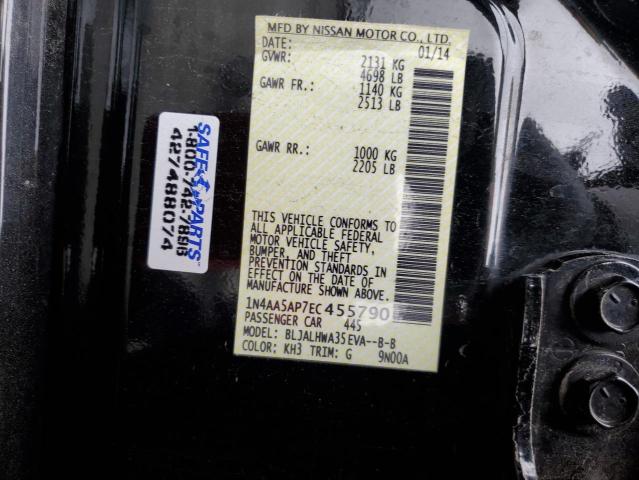 MFD BY NISSAN MOTOR CO., LTD.
DATE: 01/14
GVWR: 2131 KG
4698 LB
GAWR FR.: 1140 KG
2513 LB
GAWR RR.: 1000 KG
2205 LB
THIS VEHICLE CONFORMS TO
ALL APPLICABLE FEDERAL
MOTOR VEHICLE SAFETY,
BUMPER, AND THEFT
PREVENTION STANDARDS IN
EFFECT ON THE DATE OF
MANUFACTURE SHOWN ABOVE.
1N4AA5AP7EC455790
PASSENGER CAR 445
MODEL: BLJALHWA35EVA--B-B
COLOR: KH3 TRIM: G 9N00A
SAFE-T-PARTS
1-800-742-7896
427488074